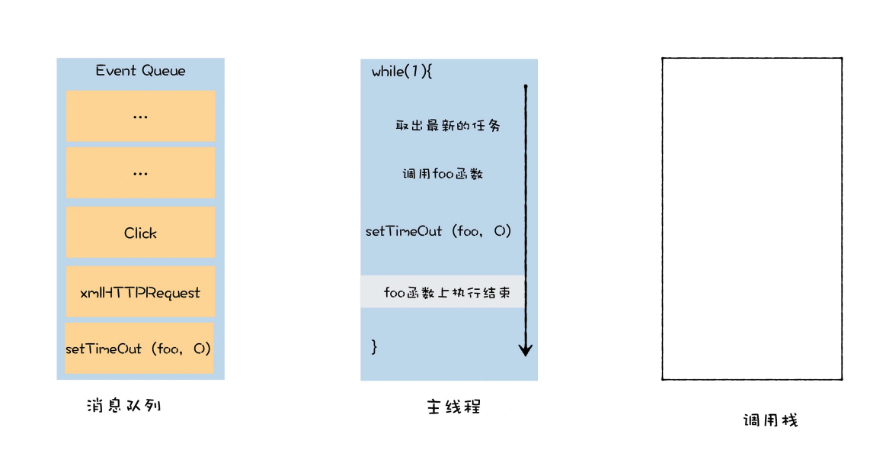 Event Queue
...
...
Click
xmlHTTPRequest
setTimeOut (foo, 0)
消息队列
while(1){
取出最新的任务
调用foo函数
setTimeOut (foo, 0)
foo函数上执行结束
}
主线程
调用栈